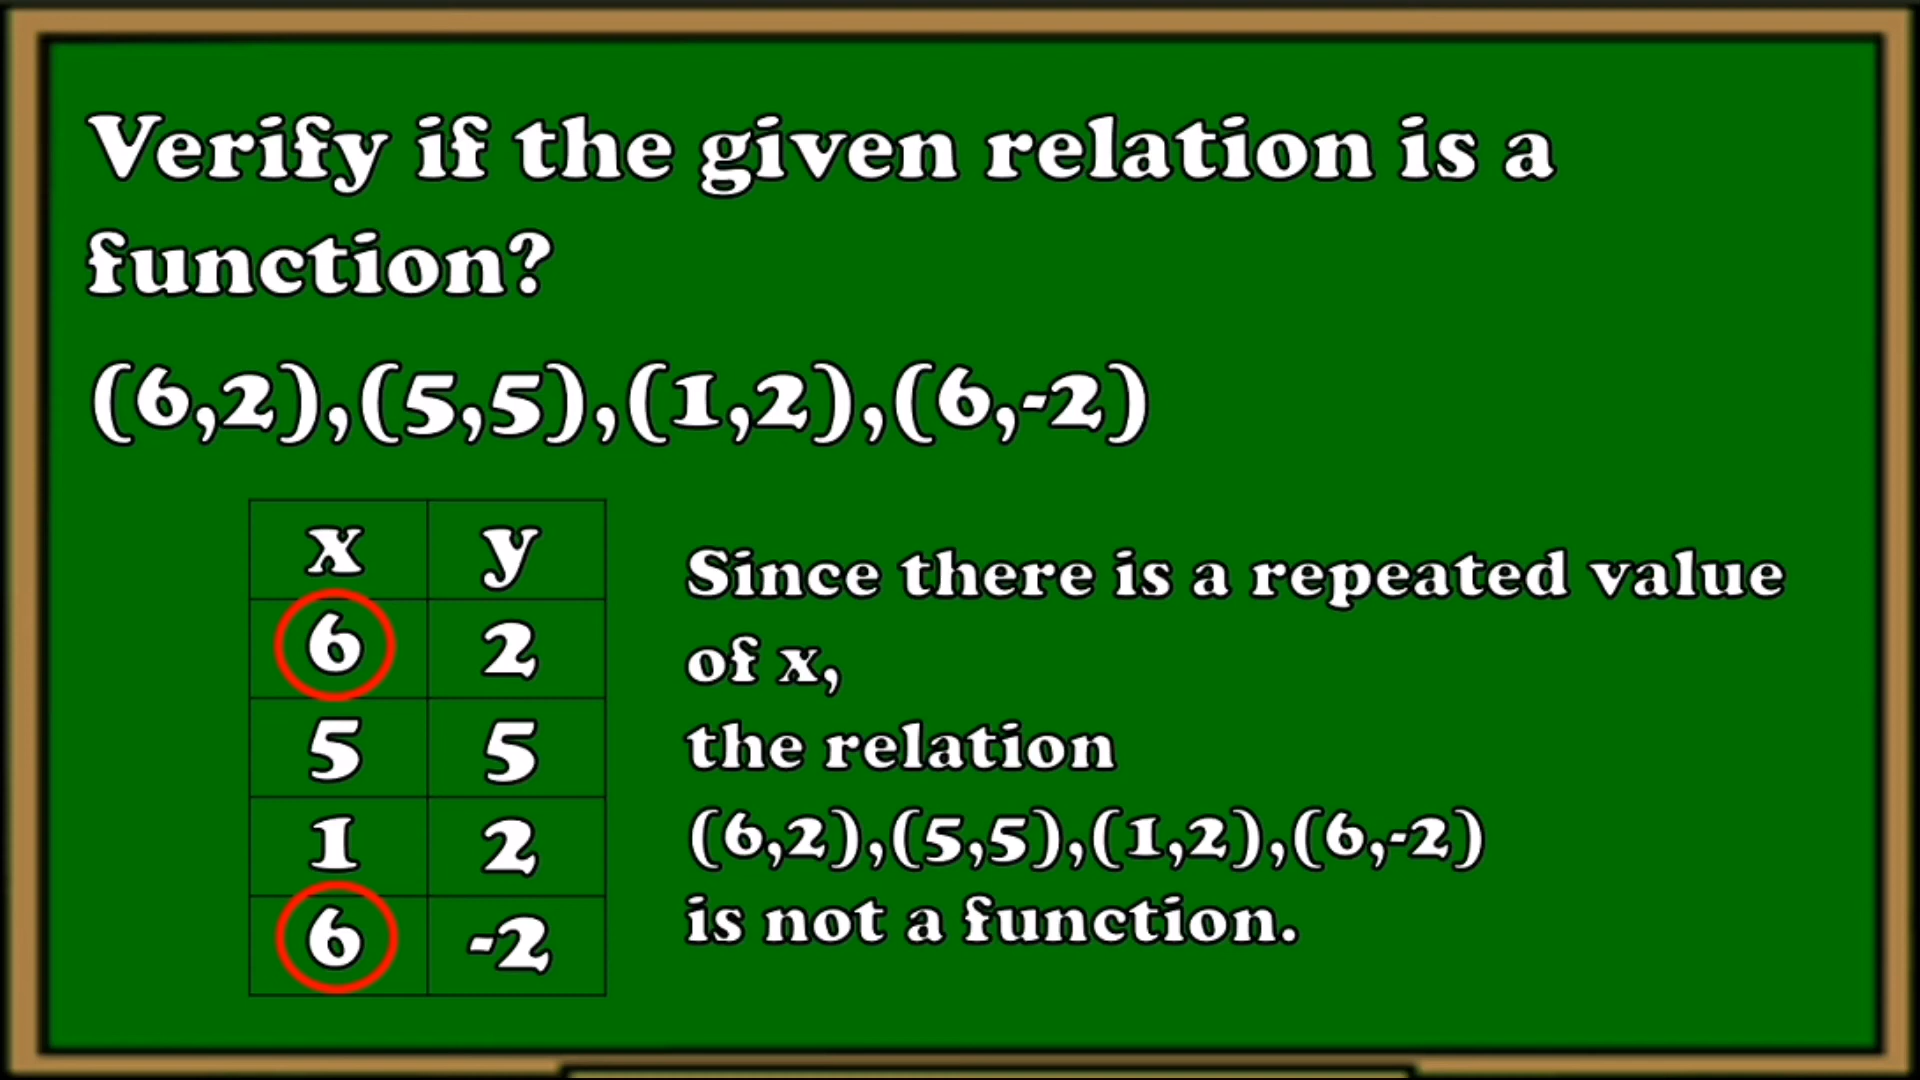 Verify if the given relation is a
function?
(6,2),(5,5),(1,2),(6,-2)
x y
6 2
5 5
1 2
6 -2
Since there is a repeated value
of x,
the relation
(6,2),(5,5),(1,2),(6,-2)
is not a function.